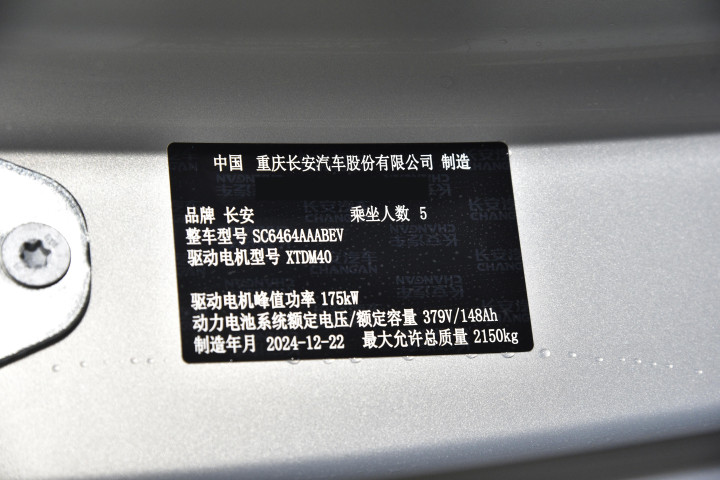 中国 重庆长安汽车股份有限公司 制造
品牌 长安 乘坐人数 5
整车型号 SC6464AAABEV
驱动电机型号 XTDM40
驱动电机峰值功率 175kW
动力电池系统额定电压/额定容量 379V/148Ah
制造年月 2024-12-22 最大允许总质量 2150kg